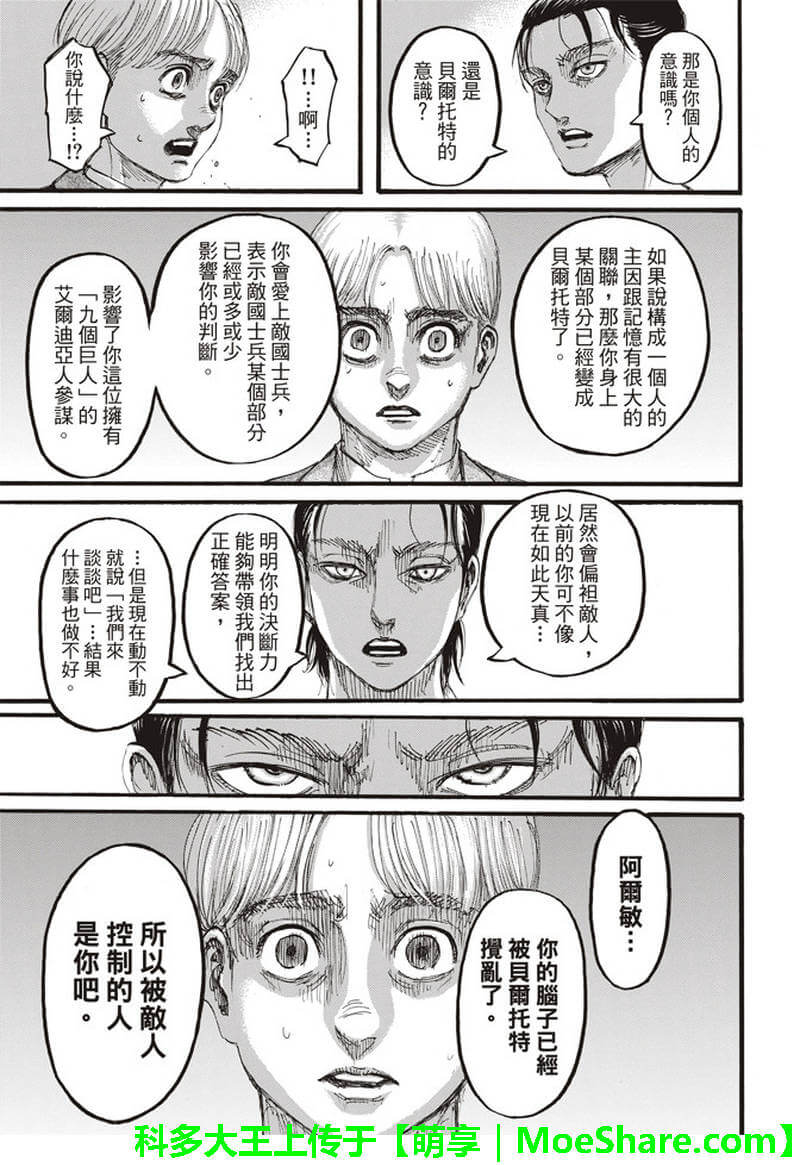 那是你個人的
意識嗎？
還是
貝爾托特的
意識？
!!…啊…
你說什麼…!?
如果說構成一個人的
主因跟記憶有很大的
關聯，那麼你身上
某個部分已經變成
貝爾托特了。
你會愛上敵國士兵，
表示敵國士兵某個部分
已經或多或少
影響你的判斷。
影響了你這位擁有
「九個巨人」的
艾爾迪亞人參謀。
居然會偏袒敵人，
以前的你可不像
現在如此天真…
明明你的決斷力
能夠帶領我們找出
正確答案，
…但是現在動不動
就說「我們來
談談吧」…結果
什麼事也做不好。
阿爾敏…
你的腦子已經
被貝爾托特
攪亂了。
所以被敵人
控制的人
是你吧。
科多大王上传于【萌享｜MoeShare.com】